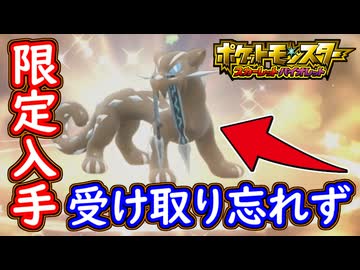 限定入手
ポケットモンスター
スカーレット・バイオレット
受け取り忘れず